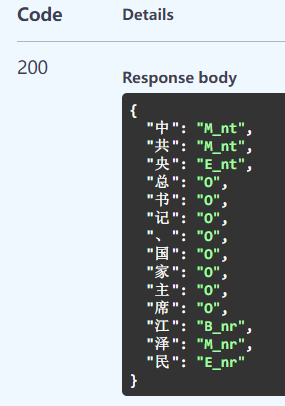 Code Details
200
Response body
{
"中": "M_nt",
"共": "M_nt",
"央": "E_nt",
"总": "O",
"书": "O",
"记": "O",
"、": "O",
"国": "O",
"家": "O",
"主": "O",
"席": "O",
"江": "B_nr",
"泽": "M_nr",
"民": "E_nr"
}